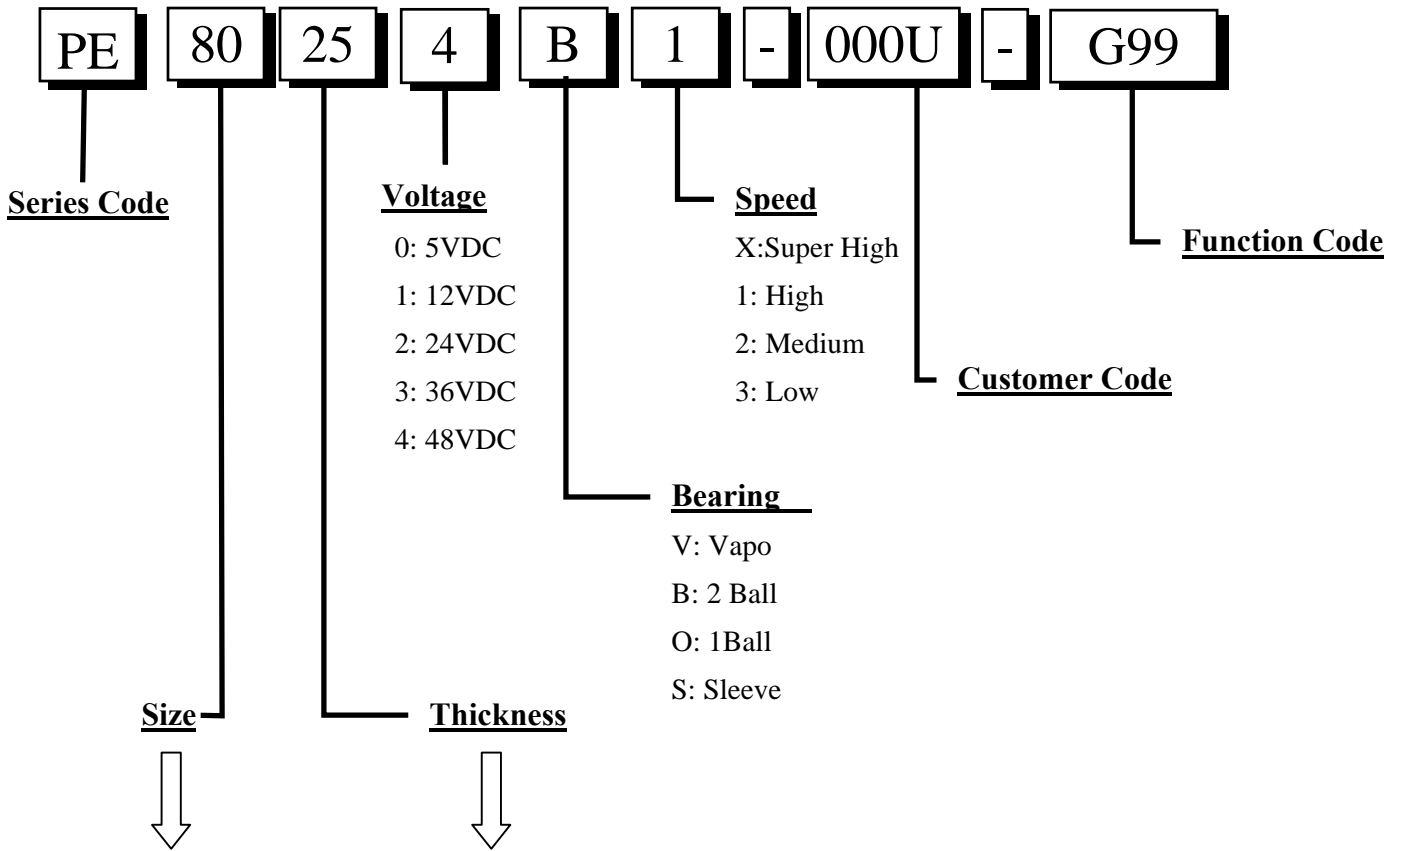 PE 80 25 4 B 1 - 000U - G99
Series Code
Voltage
0: 5VDC
1: 12VDC
2: 24VDC
3: 36VDC
4: 48VDC
Speed
X:Super High
1: High
2: Medium
3: Low
Function Code
Customer Code
Bearing
V: Vapo
B: 2 Ball
O: 1Ball
S: Sleeve
Size
Thickness